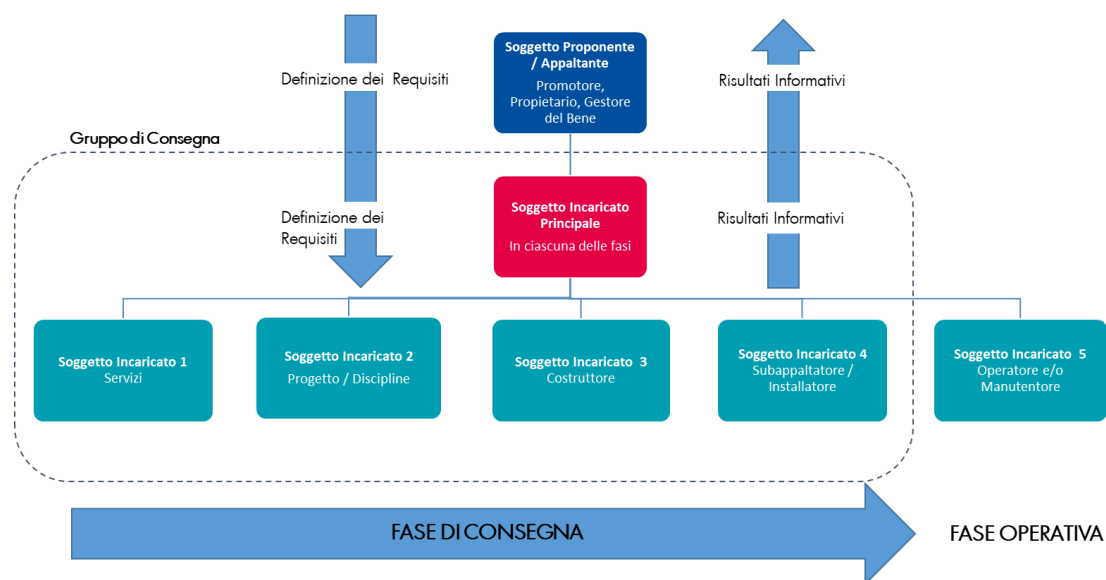 Soggetto Proponente
/ Appaltante
Promotore,
Propietario, Gestore
del Bene
Definizione dei Requisiti
Risultati Informativi
Gruppo di Consegna
Soggetto Incaricato
Principale
In ciascuna delle fasi
Definizione dei
Requisiti
Risultati Informativi
Soggetto Incaricato 1
Servizi
Soggetto Incaricato 2
Progetto / Discipline
Soggetto Incaricato 3
Costruttore
Soggetto Incaricato 4
Subappaltatore /
Installatore
Soggetto Incaricato 5
Operatore e/o
Manutentore
FASE DI CONSEGNA
FASE OPERATIVA